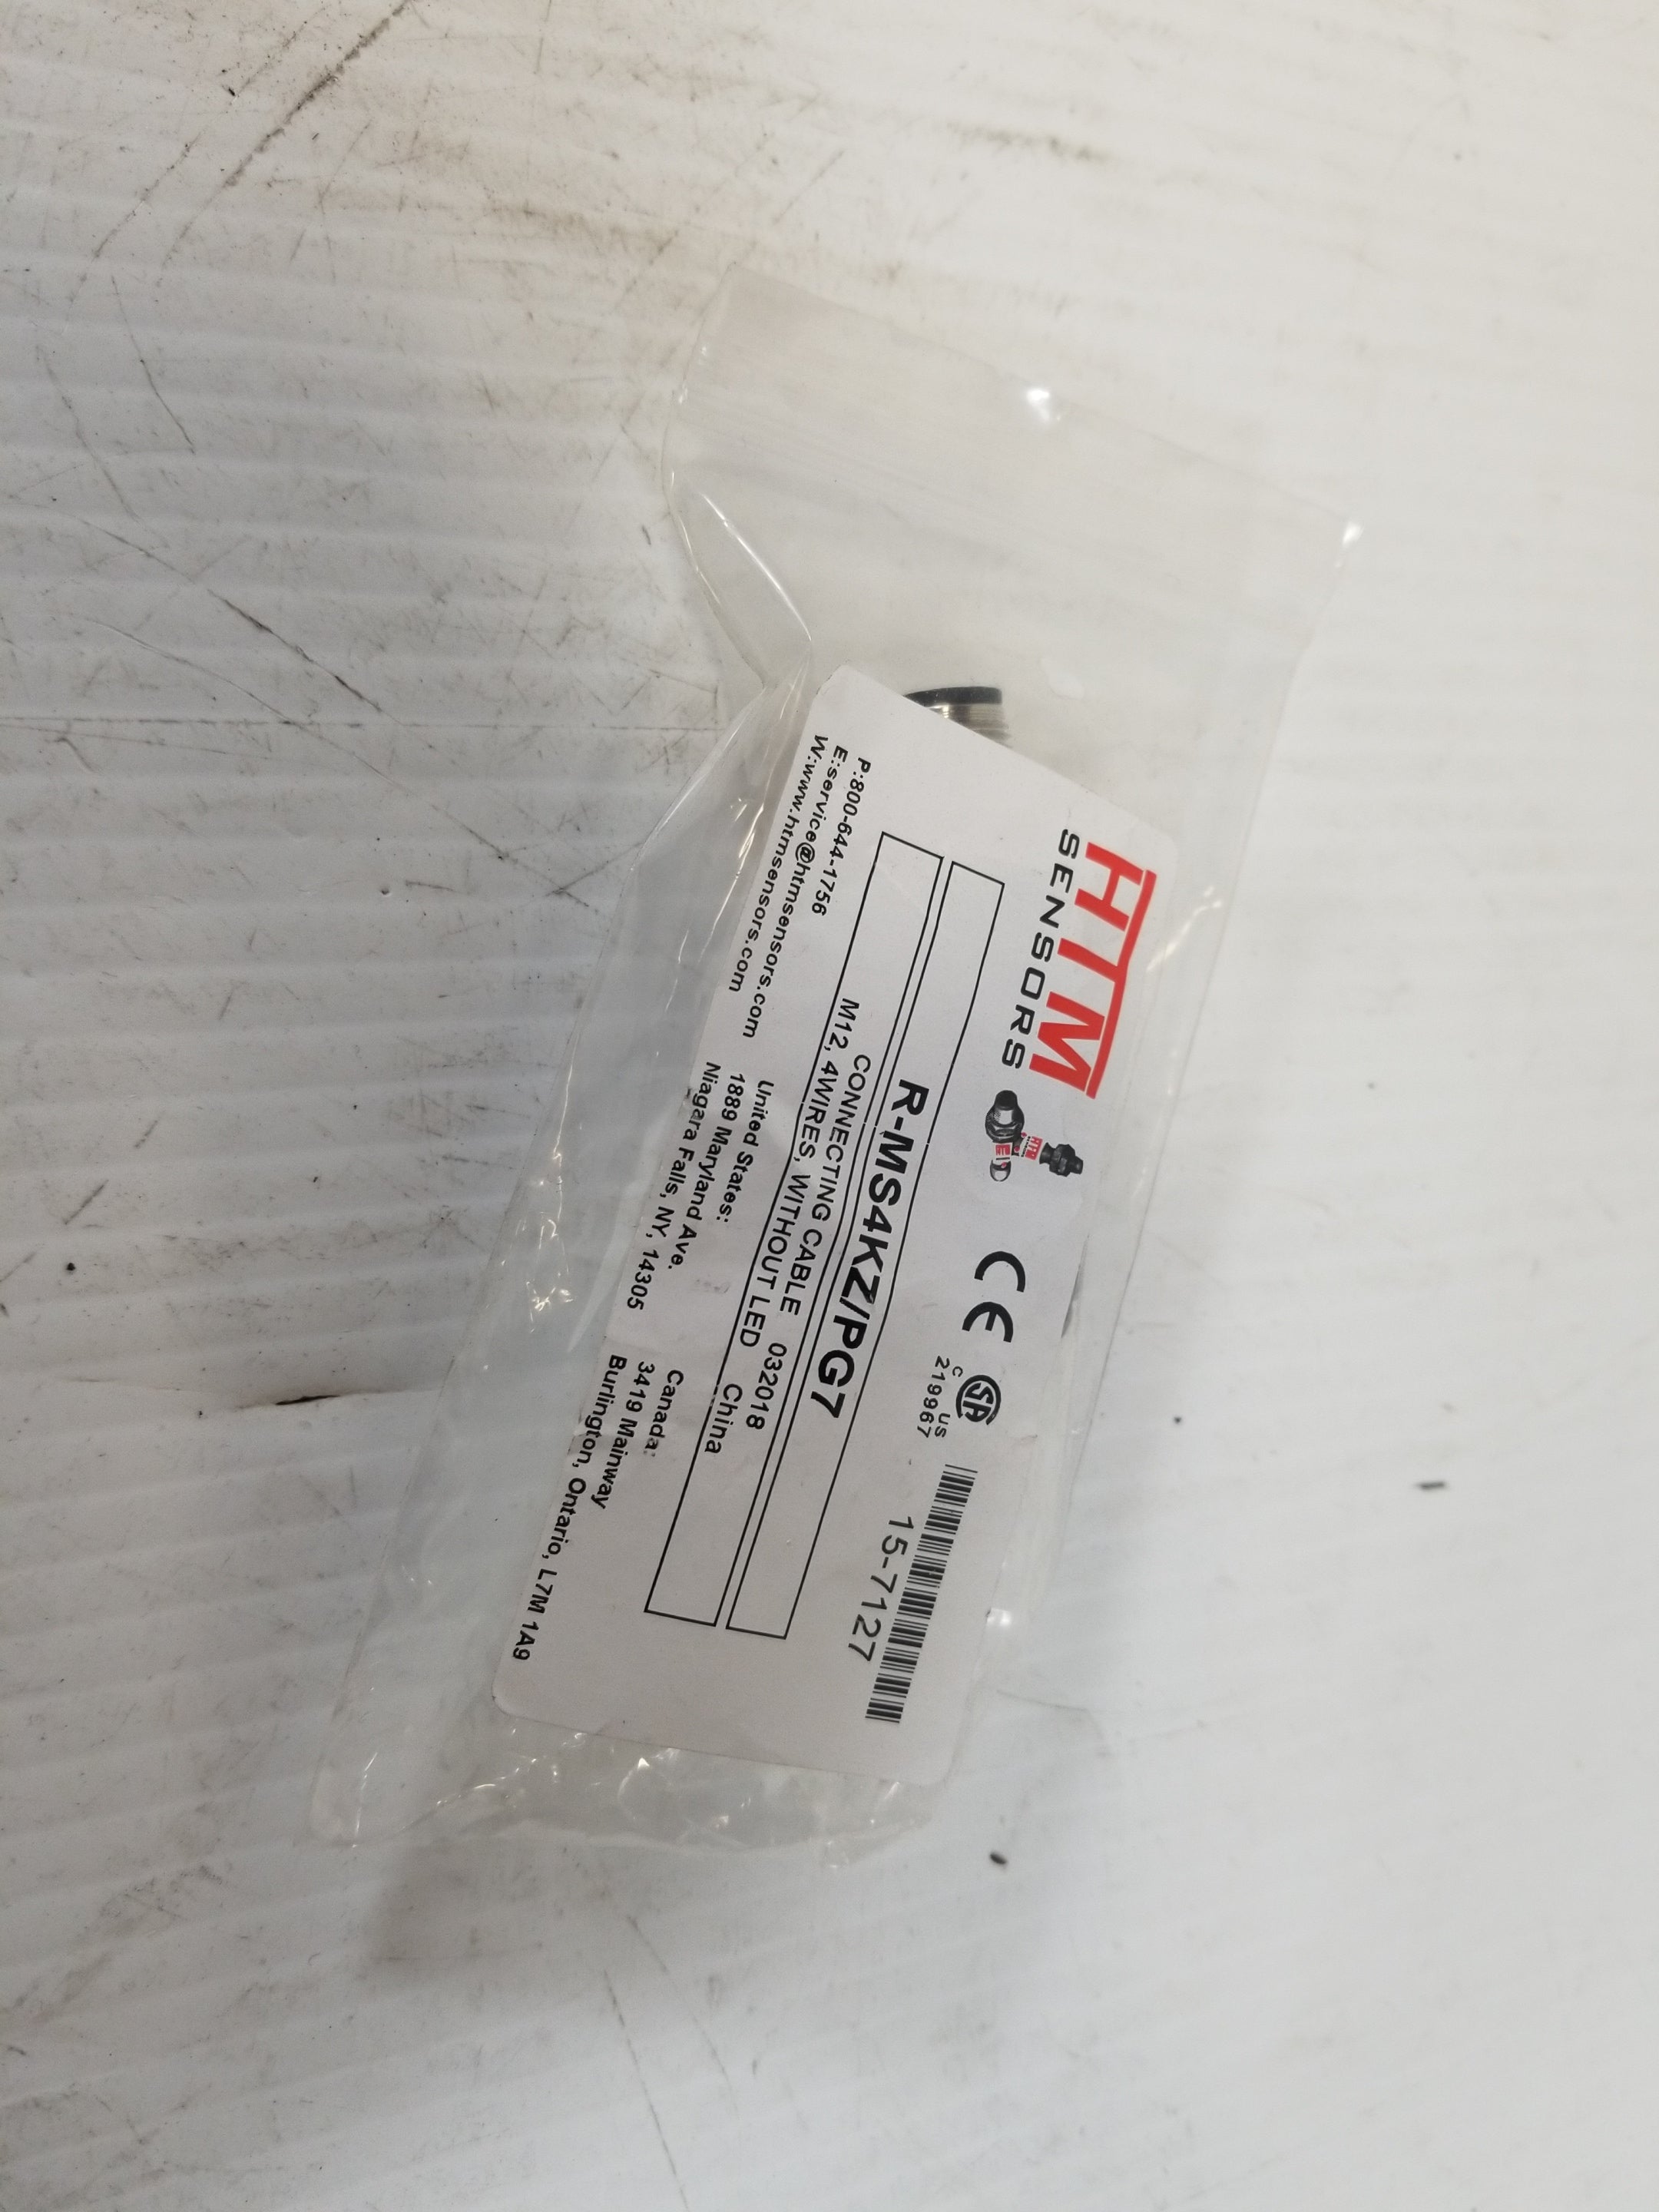 HTM
SENSORS
CE
CSA
C US
219967
15-7127
R-MS4KZ/PG7
CONNECTING CABLE 032018
M12, 4WIRES, WITHOUT LED China
P:800-644-1756
E:service@htmsensors.com
W:www.htmsensors.com
United States:
1889 Maryland Ave.
Niagara Falls, NY, 14305
Canada:
3419 Mainway
Burlington, Ontario, L7M 1A9